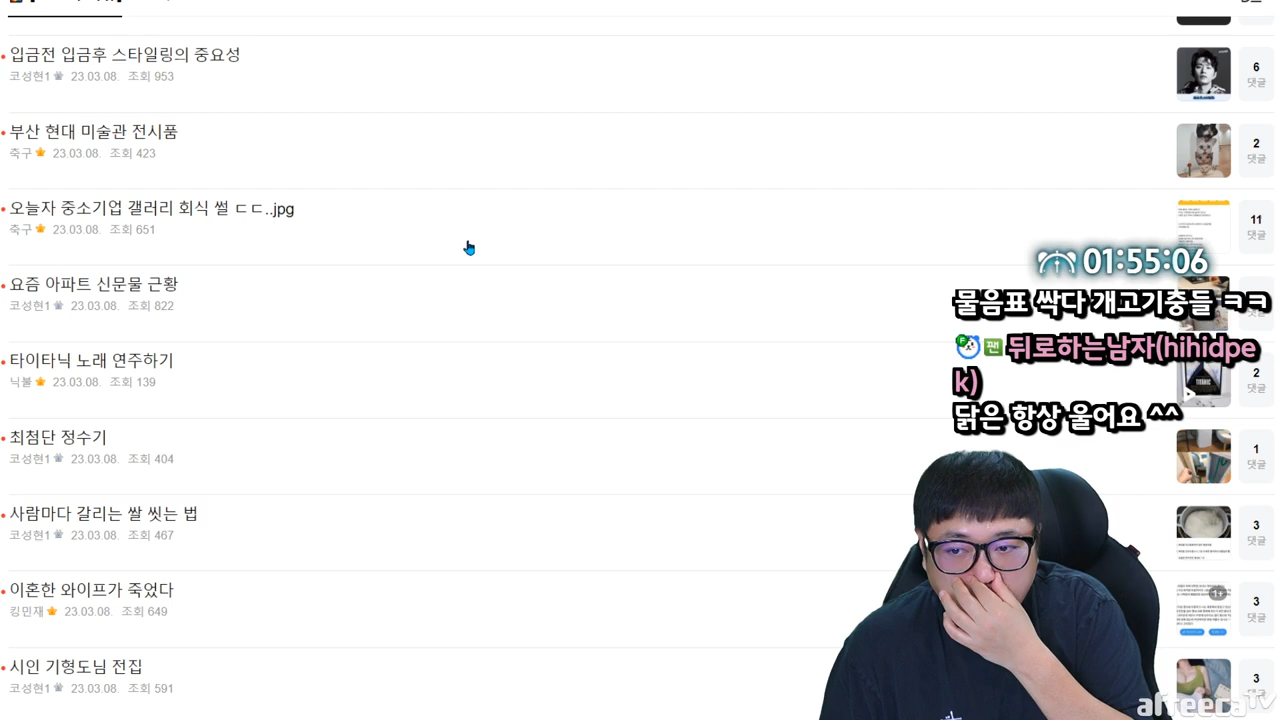 입금전 입금후 스타일링의 중요성
코성현1 23.03.08. 조회 953
6
댓글
부산 현대 미술관 전시품
축구 23.03.08. 조회 423
2
댓글
오늘자 중소기업 갤러리 회식 썰 ㄷㄷ..jpg
축구 23.03.08. 조회 651
11
댓글
01:55:06
요즘 아파트 신문물 근황
코성현1 23.03.08. 조회 822
물음표 싹다 개고기충들 ㅋㅋ
타이타닉 노래 연주하기
닉불 23.03.08. 조회 139
2
댓글
F 팬 뒤로하는남자(hihidpe
k)
닭은 항상 울어요 ^^
TITANIC
최첨단 정수기
코성현1 23.03.08. 조회 404
1
댓글
사람마다 갈리는 쌀 씻는 법
코성현1 23.03.08. 조회 467
3
댓글
이혼한 와이프가 죽었다
킹민재 23.03.08. 조회 649
3
댓글
시인 기형도님 전집
코성현1 23.03.08. 조회 591
3
afreecaTV